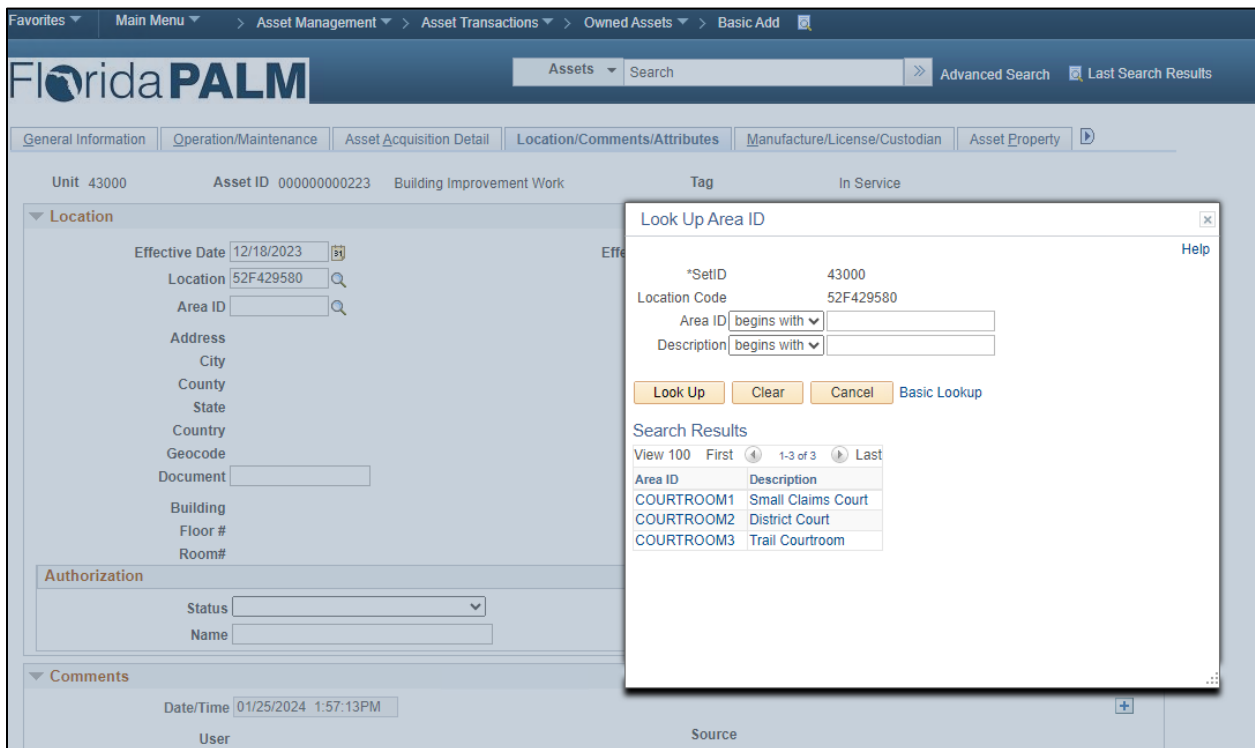 Favorites Main Menu > Asset Management > Asset Transactions > Owned Assets > Basic Add
Florida PALM
Assets Search Advanced Search Last Search Results
General Information Operation/Maintenance Asset Acquisition Detail Location/Comments/Attributes Manufacture/License/Custodian Asset Property
Unit 43000 Asset ID 000000000223 Building Improvement Work Tag In Service
Location
Effective Date 12/18/2023 Effe
Location 52F429580
Area ID
Address
City
County
State
Country
Geocode
Document
Building
Floor #
Room#
Authorization
Status
Name
Comments
Date/Time 01/25/2024 1:57:13PM
User Source
Look Up Area ID
Help
*SetID 43000
Location Code 52F429580
Area ID begins with
Description begins with
Look Up Clear Cancel Basic Lookup
Search Results
View 100 First 1-3 of 3 Last
Area ID Description
COURTROOM1 Small Claims Court
COURTROOM2 District Court
COURTROOM3 Trail Courtroom